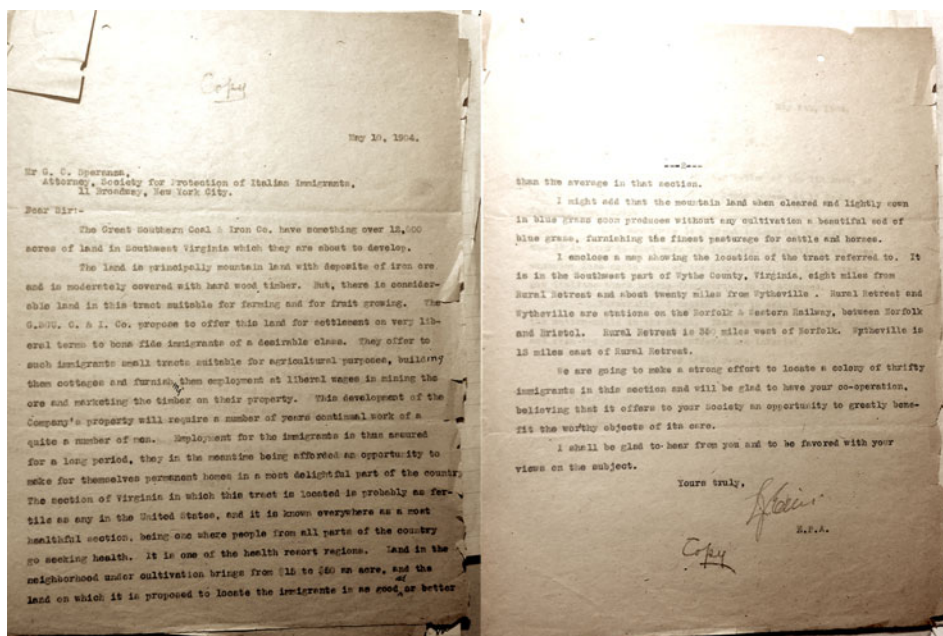 Copy
May 10, 1904.
Mr G. C. Speranza,
Attorney, Society for Protection of Italian Immigrants,
11 Broadway, New York City.
Dear Sir:-
The Great Southern Coal & Iron Co. have something over 12,000
acres of land in Southwest Virginia which they are about to develop.
The land is principally mountain land with deposits of iron ore
and is moderately covered with hard wood timber. But, there is consider-
able land in this tract suitable for farming and for fruit growing. The
C. & I. Co. propose to offer this land for settlement on very lib-
eral terms to bona fide immigrants of a desirable class. They offer to
such immigrants small tracts suitable for agricultural purposes, building
them cottages and furnish them employment at liberal wages in mining the
ore and marketing the timber on their property. This development of the
Company's property will require a number of years continual work of a
quite a number of men. Employment for the immigrants is thus assured
for a long period, they in the meantime being afforded an opportunity to
make for themselves permanent homes in a most delightful part of the country
The section of Virginia in which this tract is located is probably as fer-
tile as any in the United States, and it is known everywhere as a most
healthful section, being one where people from all parts of the country
go seeking health. It is one of the health resort regions. Land in the
neighborhood under cultivation brings from $15 to $50 an acre, and the
land on which it is proposed to locate the immigrants is as good as or better
---2---
than the average in that section.
I might add that the mountain land when cleared and lightly sown
in blue grass soon produces without any cultivation a beautiful sod of
blue grass, furnishing the finest pasturage for cattle and horses.
I enclose a map showing the location of the tract referred to. It
is in the Southwest part of Wythe County, Virginia, eight miles from
Rural Retreat and about twenty miles from Wytheville . Rural Retreat and
Wytheville are stations on the Norfolk & Western Railway, between Norfolk
and Bristol. Rural Retreat is miles west of Norfolk. Wytheville is
13 miles east of Rural Retreat.
We are going to make a strong effort to locate a colony of thrifty
immigrants in this section and will be glad to have your co-operation,
believing that it offers to your Society an opportunity to greatly bene-
fit the worthy objects of its care.
I shall be glad to hear from you and to be favored with your
views on the subject.
Yours truly,
E.P.A.
Copy